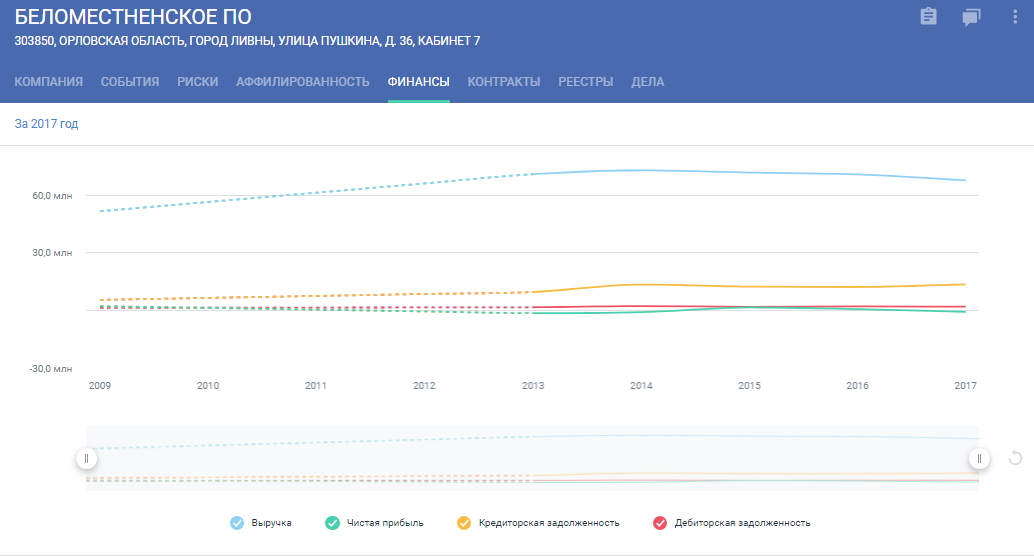 БЕЛОМЕСТНЕНСКОЕ ПО
303850, ОРЛОВСКАЯ ОБЛАСТЬ, ГОРОД ЛИВНЫ, УЛИЦА ПУШКИНА, Д. 36, КАБИНЕТ 7
КОМПАНИЯ СОБЫТИЯ РИСКИ АФФИЛИРОВАННОСТЬ ФИНАНСЫ КОНТРАКТЫ РЕЕСТРЫ ДЕЛА
За 2017 год
60,0 млн
30,0 млн
-30,0 млн
2009 2010 2011 2012 2013 2014 2015 2016 2017
Выручка Чистая прибыль Кредиторская задолженность Дебиторская задолженность